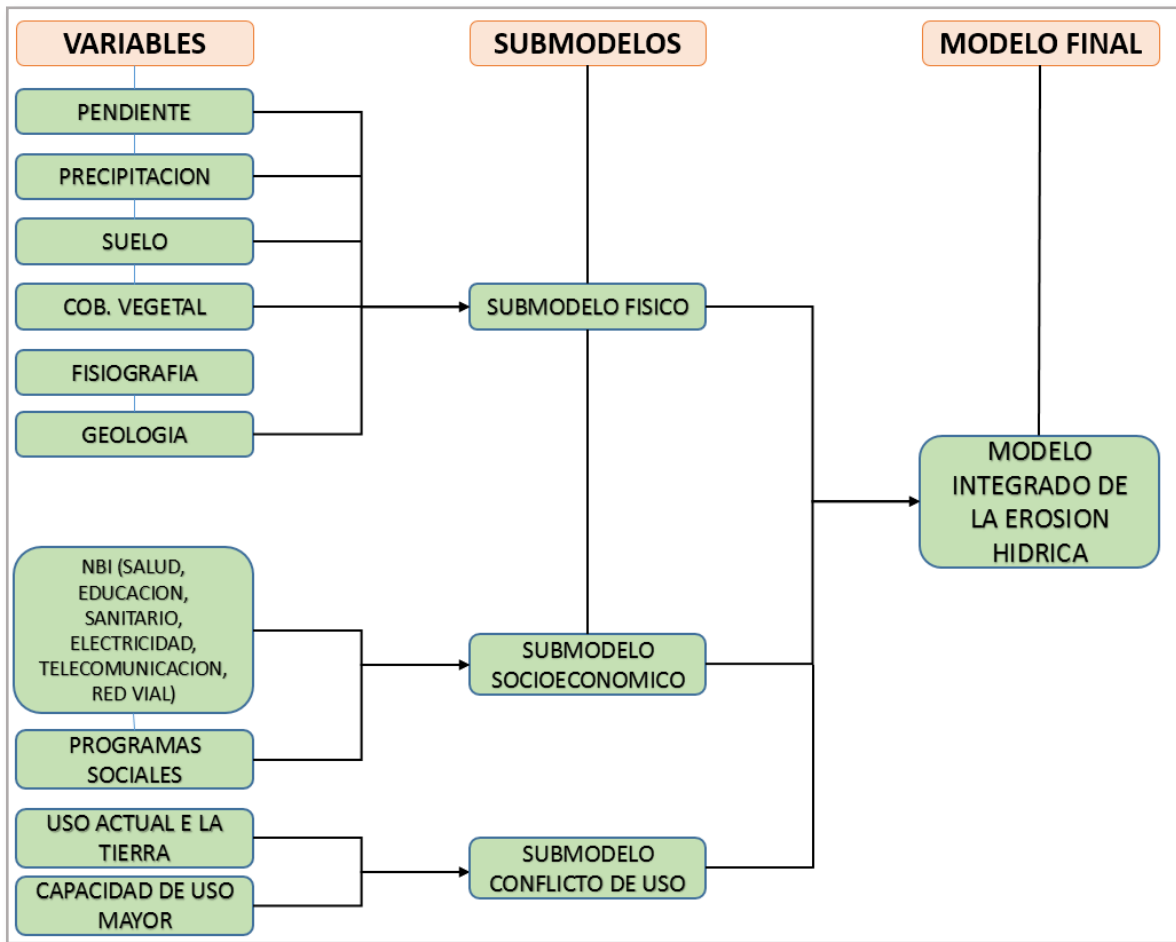 VARIABLES
SUBMODELOS
MODELO FINAL
PENDIENTE
PRECIPITACION
SUELO
COB. VEGETAL
FISIOGRAFIA
GEOLOGIA
NBI (SALUD,
EDUCACION,
SANITARIO,
ELECTRICIDAD,
TELECOMUNICACION,
RED VIAL)
PROGRAMAS
SOCIALES
USO ACTUAL E LA
TIERRA
CAPACIDAD DE USO
MAYOR
SUBMODELO FISICO
SUBMODELO
SOCIOECONOMICO
SUBMODELO
CONFLICTO DE USO
MODELO
INTEGRADO DE
LA EROSION
HIDRICA